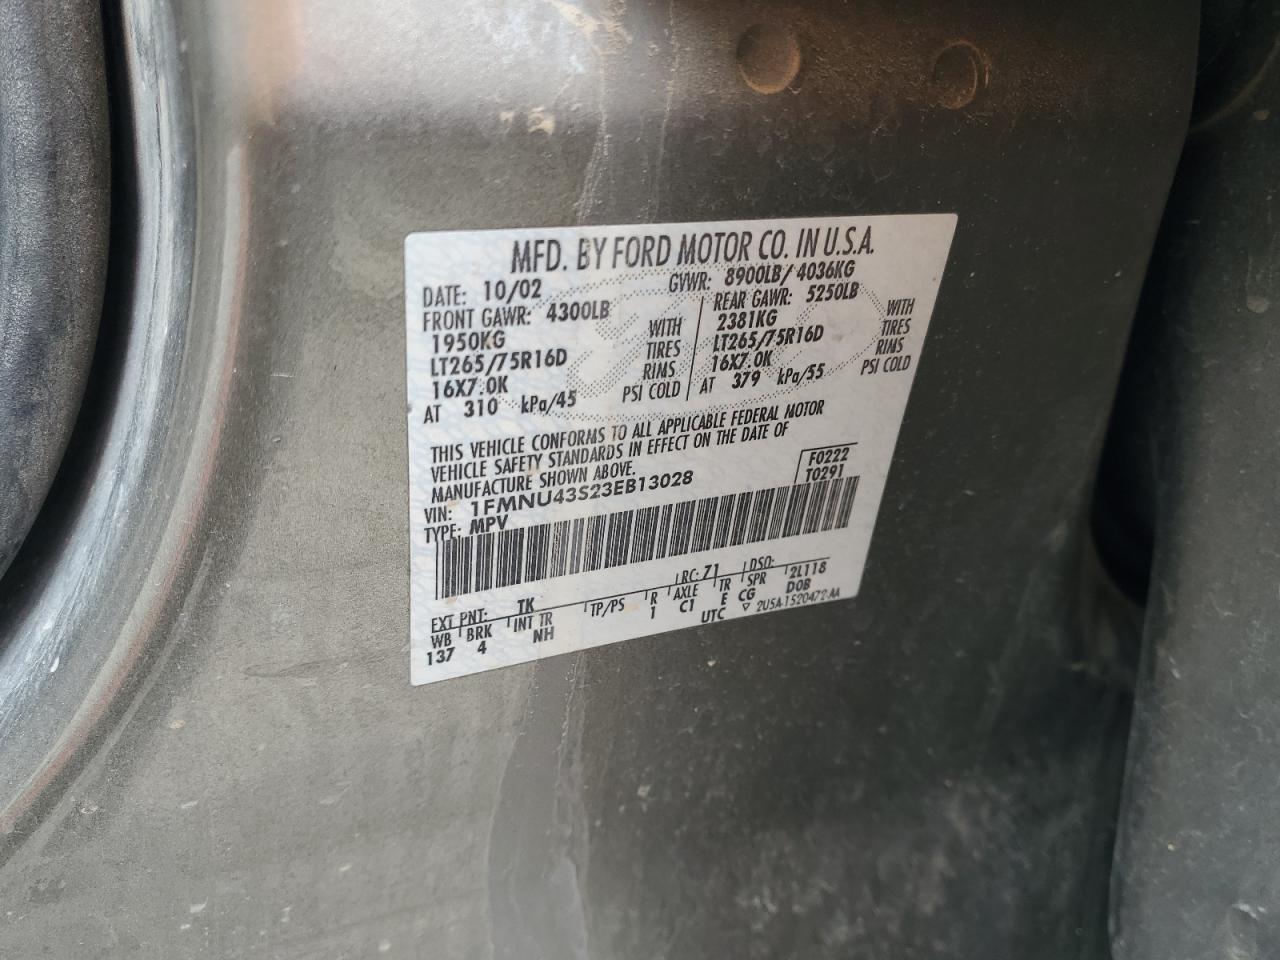 MFD. BY FORD MOTOR CO. IN U.S.A.
DATE: 10/02 GVWR: 8900LB/ 4036KG
FRONT GAWR: 4300LB REAR GAWR: 5250LB
1950KG WITH 2381KG WITH
LT265/75R16D TIRES LT265/75R16D TIRES
16X7.0K RIMS 16X7.0K RIMS
AT 310 kPa/45 PSI COLD AT 379 kPa/55 PSI COLD
THIS VEHICLE CONFORMS TO ALL APPLICABLE FEDERAL MOTOR
VEHICLE SAFETY STANDARDS IN EFFECT ON THE DATE OF
MANUFACTURE SHOWN ABOVE. F0222
VIN: 1FMNU43S23EB13028 T0291
TYPE: MPV
EXT PNT: TK RC: 71 DSO:
WB BRK INT TR TP/PS R AXLE TR SPR 2L118
137 4 NH 1 C1 E CG DOB
UTC ▽ 2U5A-1520472-AA